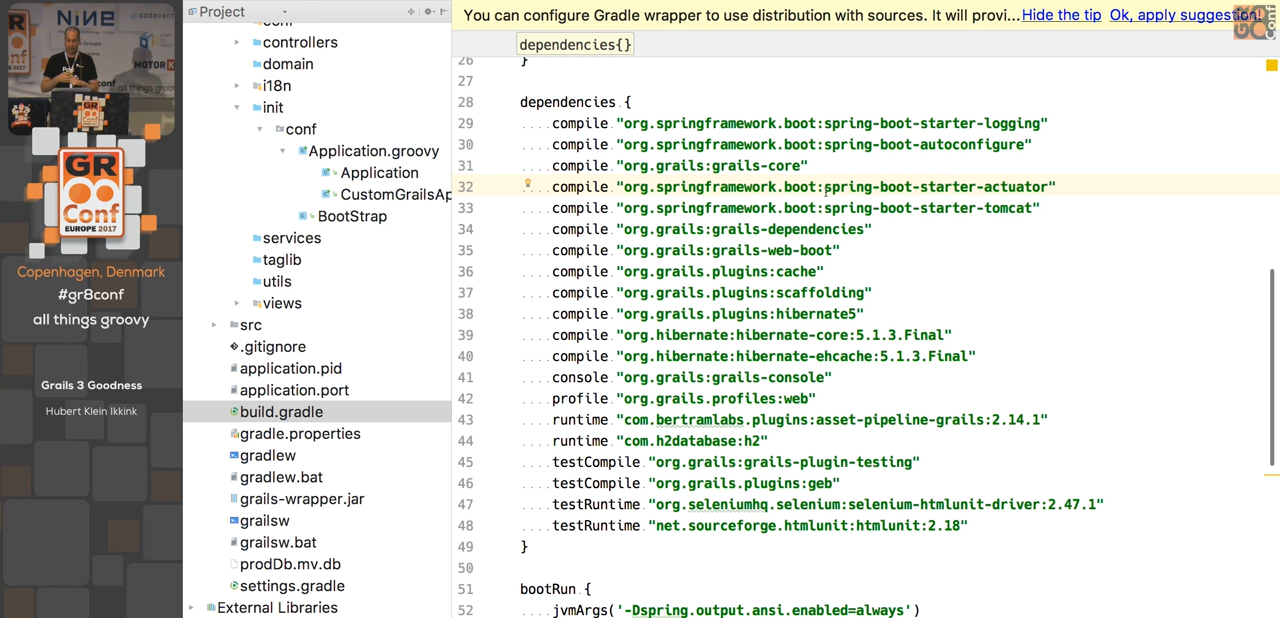 NINE
codecent
Groups
MOTORK
all things groov
GR
Conf
EUROPE 2017
Copenhagen, Denmark
#gr8conf
all things groovy
Grails 3 Goodness
Hubert Klein Ikkink
Project
conf
controllers
domain
i18n
init
conf
Application.groovy
Application
CustomGrailsAp
BootStrap
services
taglib
utils
views
src
.gitignore
application.pid
application.port
build.gradle
gradle.properties
gradlew
gradlew.bat
grails-wrapper.jar
grailsw
grailsw.bat
prodDb.mv.db
settings.gradle
External Libraries
You can configure Gradle wrapper to use distribution with sources. It will provi... Hide the tip Ok, apply suggestion!
Conf
dependencies{}
26 }
27
28 dependencies {
29 compile "org.springframework.boot:spring-boot-starter-logging"
30 compile "org.springframework.boot:spring-boot-autoconfigure"
31 compile "org.grails:grails-core"
32 compile "org.springframework.boot:spring-boot-starter-actuator"
33 compile "org.springframework.boot:spring-boot-starter-tomcat"
34 compile "org.grails:grails-dependencies"
35 compile "org.grails:grails-web-boot"
36 compile "org.grails.plugins:cache"
37 compile "org.grails.plugins:scaffolding"
38 compile "org.grails.plugins:hibernate5"
39 compile "org.hibernate:hibernate-core:5.1.3.Final"
40 compile "org.hibernate:hibernate-ehcache:5.1.3.Final"
41 console "org.grails:grails-console"
42 profile "org.grails.profiles:web"
43 runtime "com.bertramlabs.plugins:asset-pipeline-grails:2.14.1"
44 runtime "com.h2database:h2"
45 testCompile "org.grails:grails-plugin-testing"
46 testCompile "org.grails.plugins:geb"
47 testRuntime "org.seleniumhq.selenium:selenium-htmlunit-driver:2.47.1"
48 testRuntime "net.sourceforge.htmlunit:htmlunit:2.18"
49 }
50
51 bootRun {
52 jvmArgs('-Dspring.output.ansi.enabled=always')